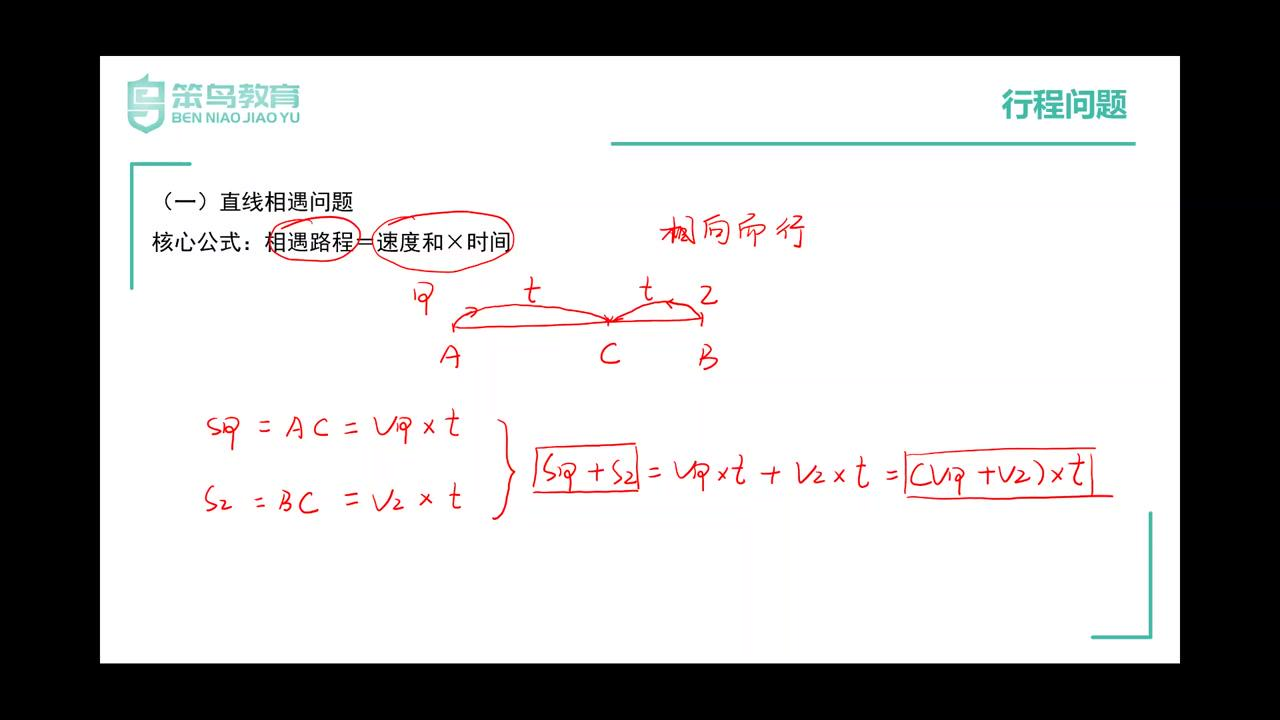 笨鸟教育
BEN NIAO JIAO YU
行程问题
（一）直线相遇问题
核心公式：相遇路程＝速度和×时间
相向而行
甲 t t 乙
A C B
S甲 = AC = V甲 × t
S乙 = BC = V乙 × t
S甲 + S乙 = V甲 × t + V乙 × t = (V甲 + V乙) × t